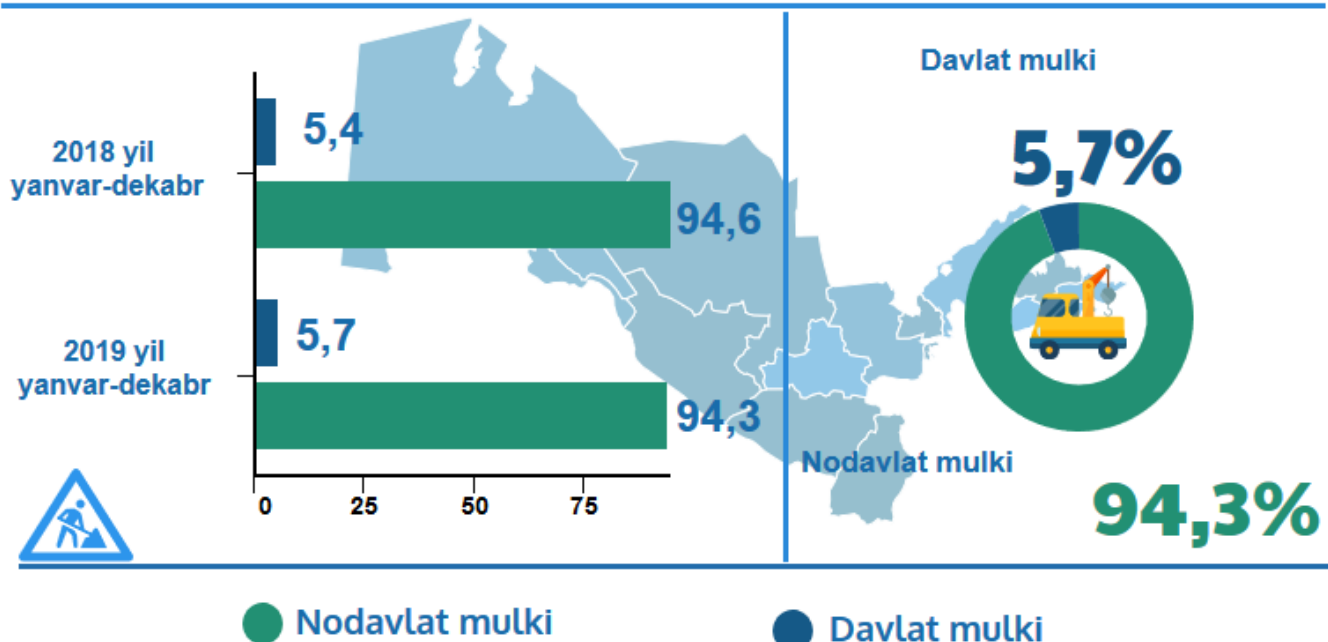 2018 yil
yanvar-dekabr
5,4
94,6
2019 yil
yanvar-dekabr
5,7
94,3
0 25 50 75
Davlat mulki
5,7%
Nodavlat mulki
94,3%
Nodavlat mulki
Davlat mulki